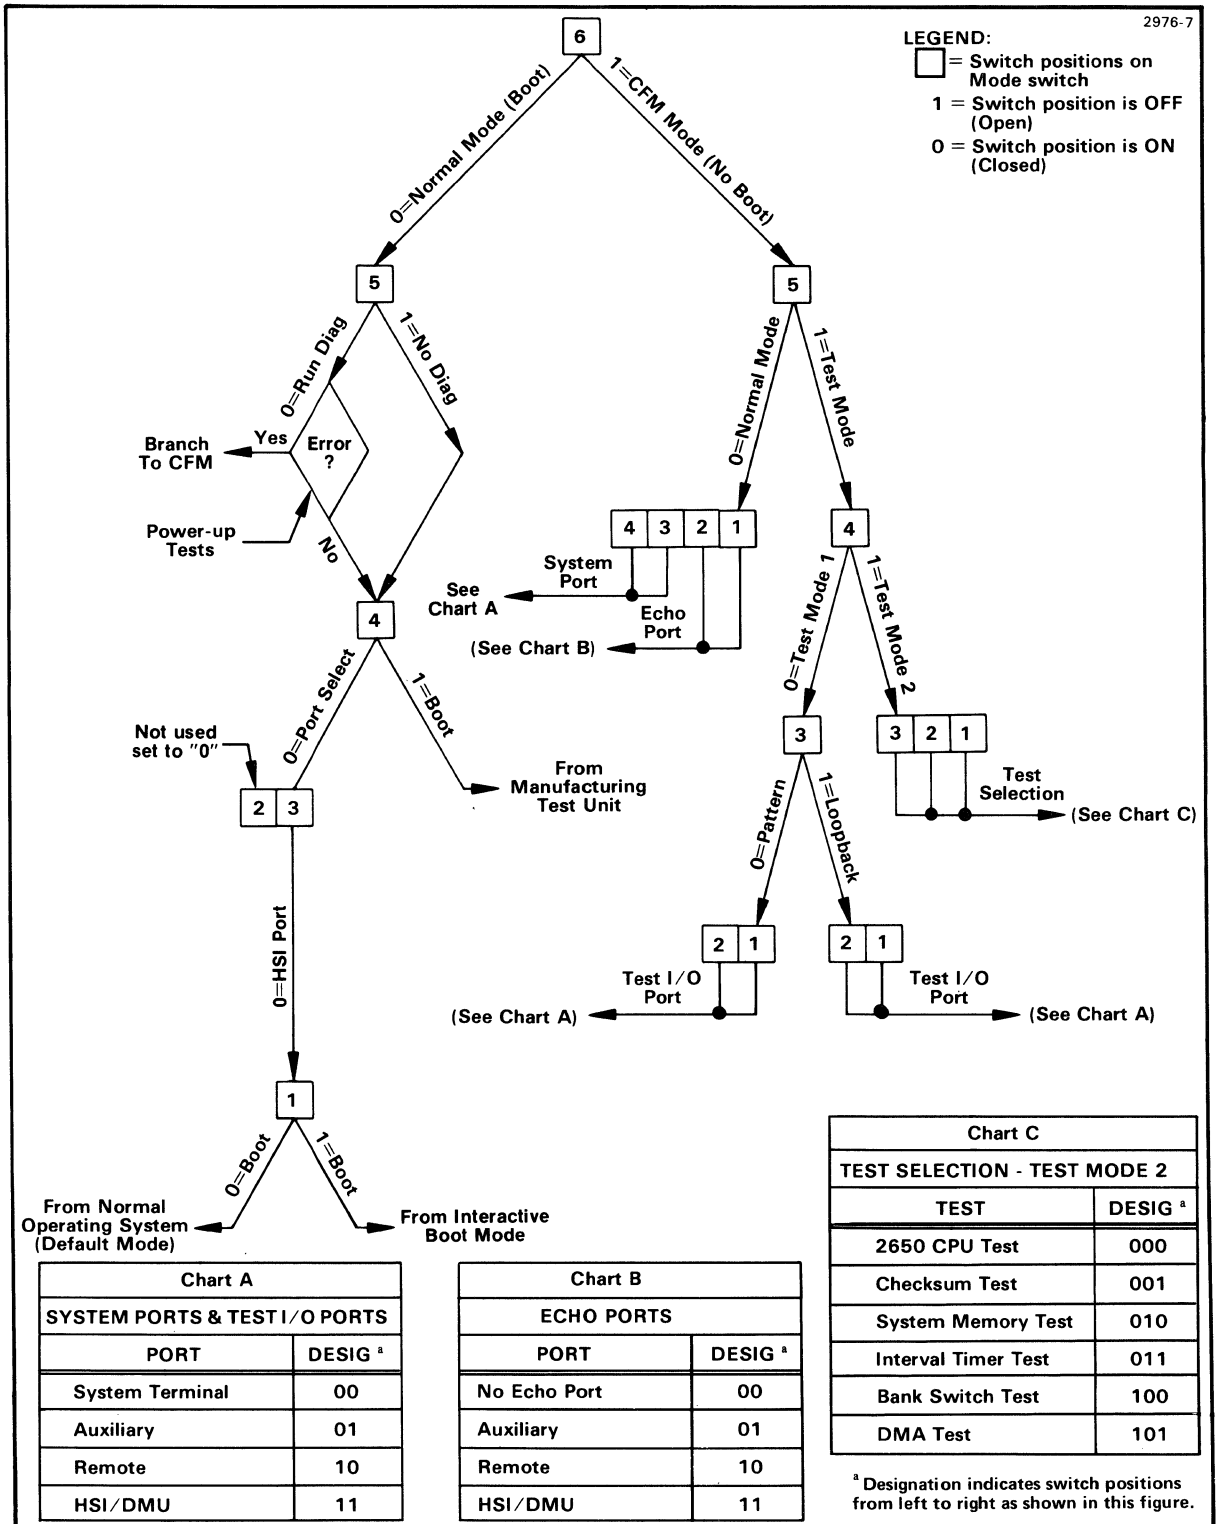 2976-7
LEGEND:
= Switch positions on
Mode switch
1 = Switch position is OFF
(Open)
0 = Switch position is ON
(Closed)
6
0=Normal Mode (Boot)
1=CFM Mode (No Boot)
5
5
0=Run Diag
1=No Diag
0=Normal Mode
1=Test Mode
Branch
To CFM
Yes
Error
?
Power-up
Tests
No
4 3 2 1
4
System
Port
See
Chart A
Echo
Port
(See Chart B)
0=Test Mode 1
1=Test Mode 2
4
0=Port Select
1=Boot
Not used
set to "0"
From
Manufacturing
Test Unit
2 3
3
3 2 1
Test
Selection
(See Chart C)
0=Pattern
1=Loopback
0=HSI Port
2 1
2 1
Test I/O
Port
Test I/O
Port
(See Chart A)
(See Chart A)
1
0=Boot
1=Boot
From Normal
Operating System
(Default Mode)
From Interactive
Boot Mode
Chart A
SYSTEM PORTS & TEST I/O PORTS
PORT DESIG a
System Terminal 00
Auxiliary 01
Remote 10
HSI/DMU 11
Chart B
ECHO PORTS
PORT DESIG a
No Echo Port 00
Auxiliary 01
Remote 10
HSI/DMU 11
Chart C
TEST SELECTION - TEST MODE 2
TEST DESIG a
2650 CPU Test 000
Checksum Test 001
System Memory Test 010
Interval Timer Test 011
Bank Switch Test 100
DMA Test 101
a Designation indicates switch positions
from left to right as shown in this figure.